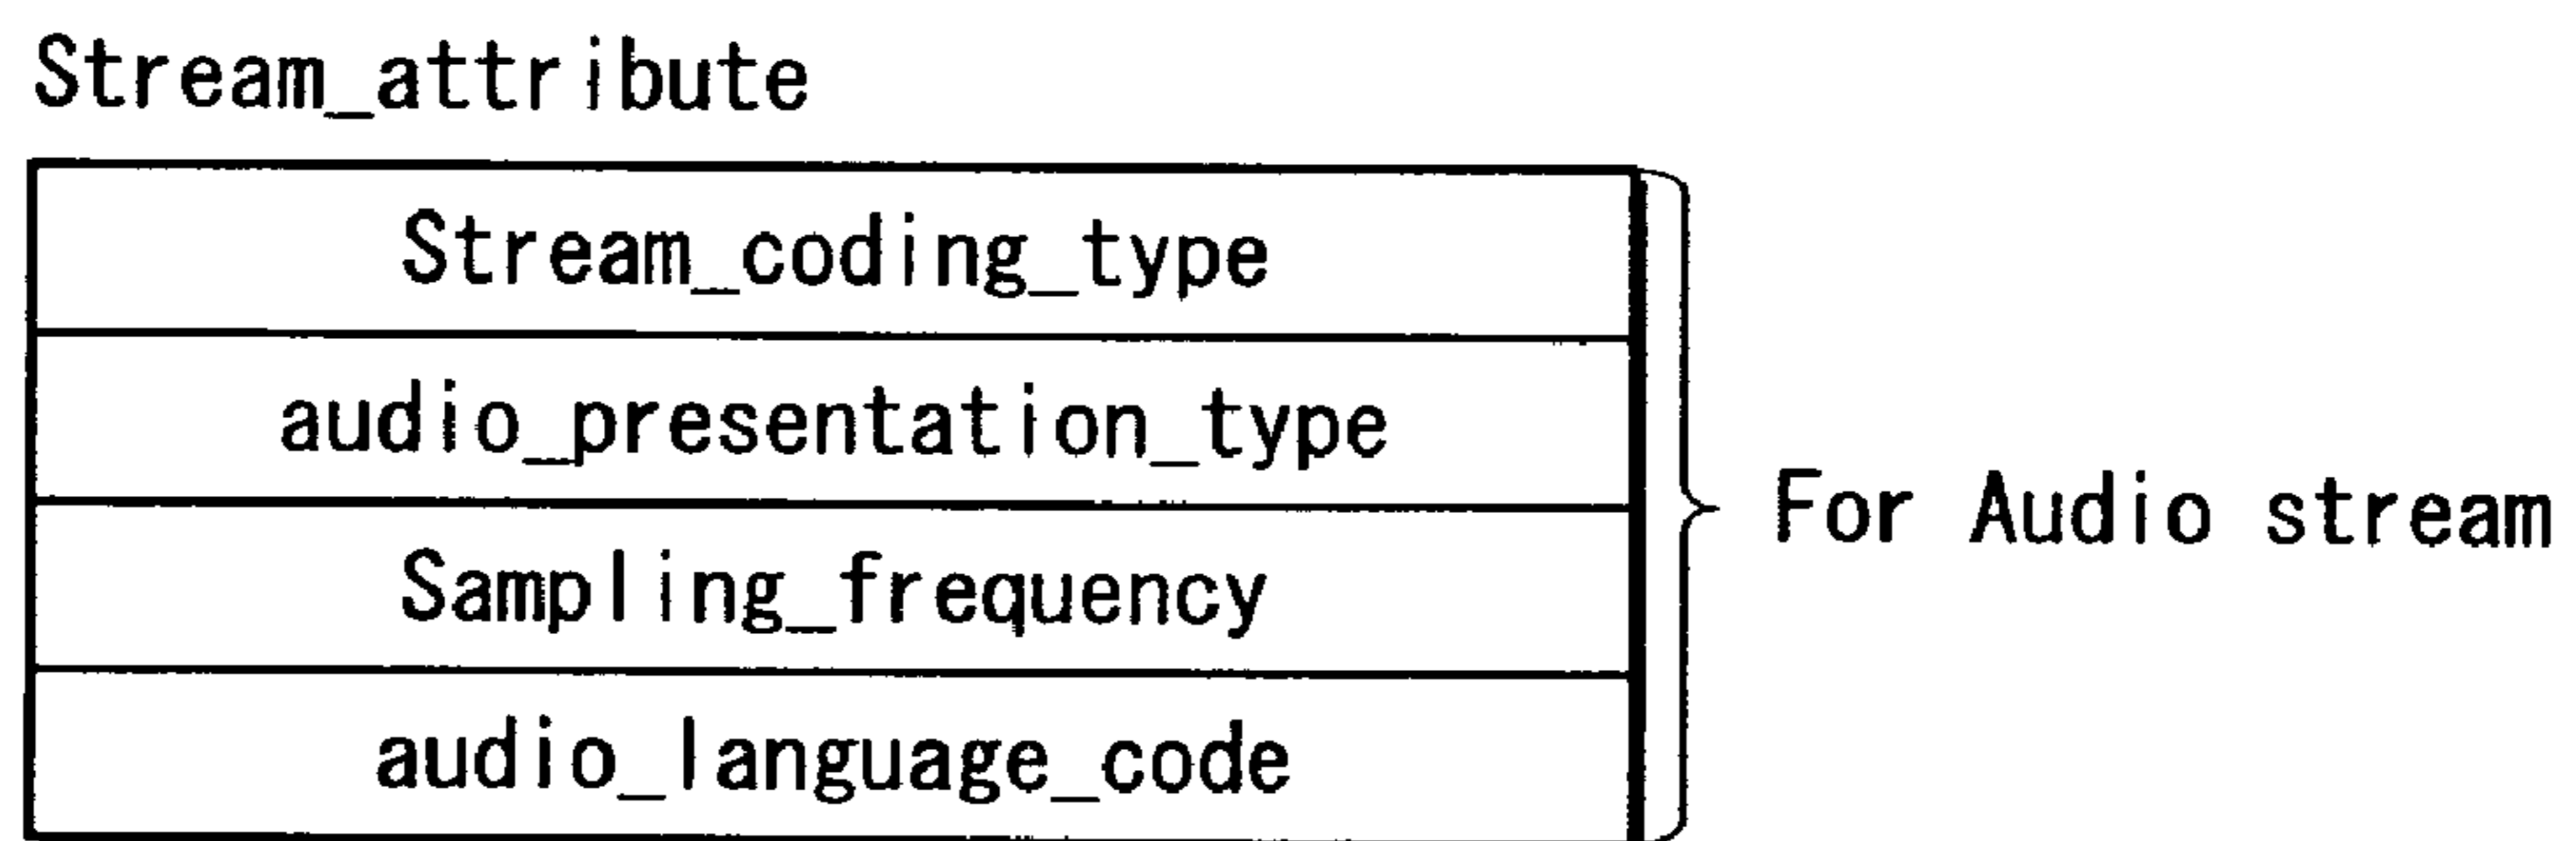 Stream_attribute
Stream_coding_type
audio_presentation_type
Sampling_frequency
audio_language_code
For Audio stream